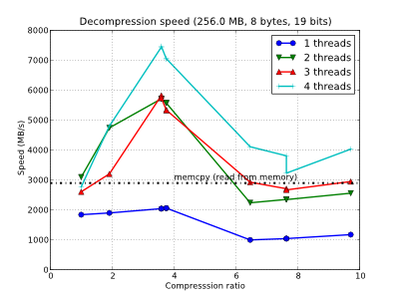 Decompression speed (256.0 MB, 8 bytes, 19 bits)
8000
7000
6000
5000
4000
3000
2000
1000
0
Speed (MB/s)
1 threads
2 threads
3 threads
4 threads
memcpy (read from memory)
0 2 4 6 8 10
Compresssion ratio